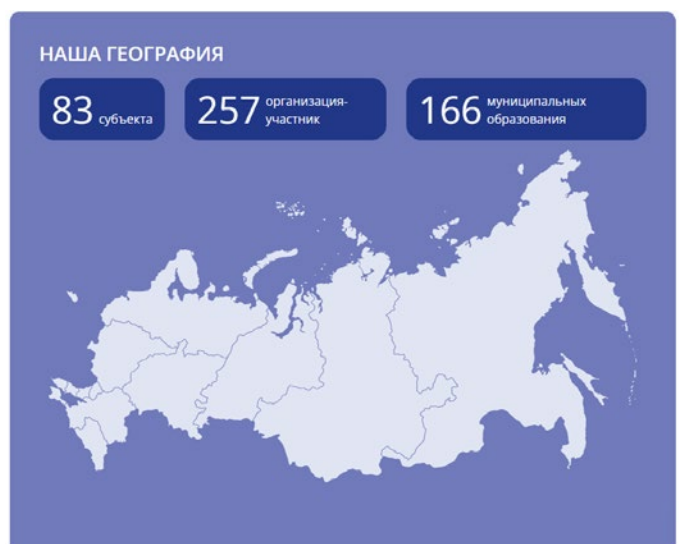 НАША ГЕОГРАФИЯ
83 субъекта
257 организация-
участник
166 муниципальных
образования